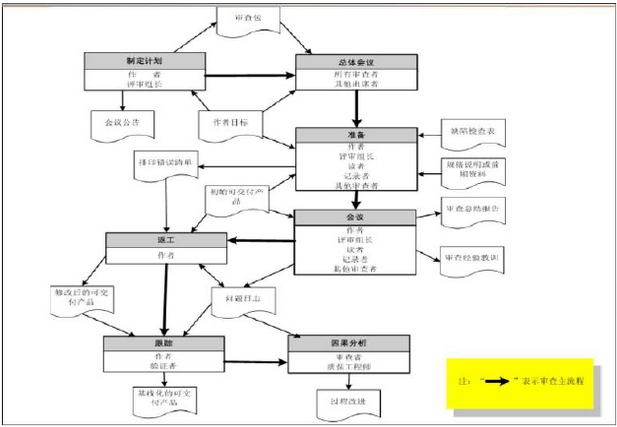 审查包
制定计划
作 者
评审组长
总体会议
所有审查者
其他出席者
会议公告
作者目标
准备
作者
评审组长
读者
记录者
其他审查者
缺陷检查表
规格说明或前
期资料
排印错误清单
初始可交付产
品
会议
作者
评审组长
读者
记录者
其他审查者
审查总结报告
审查经验教训
返工
作者
修改后的可交
付产品
问题日志
跟踪
作者
验证者
因果分析
审查者
质保工程师
基线化的可交
付产品
过程改进
注：“ ”表示审查主流程